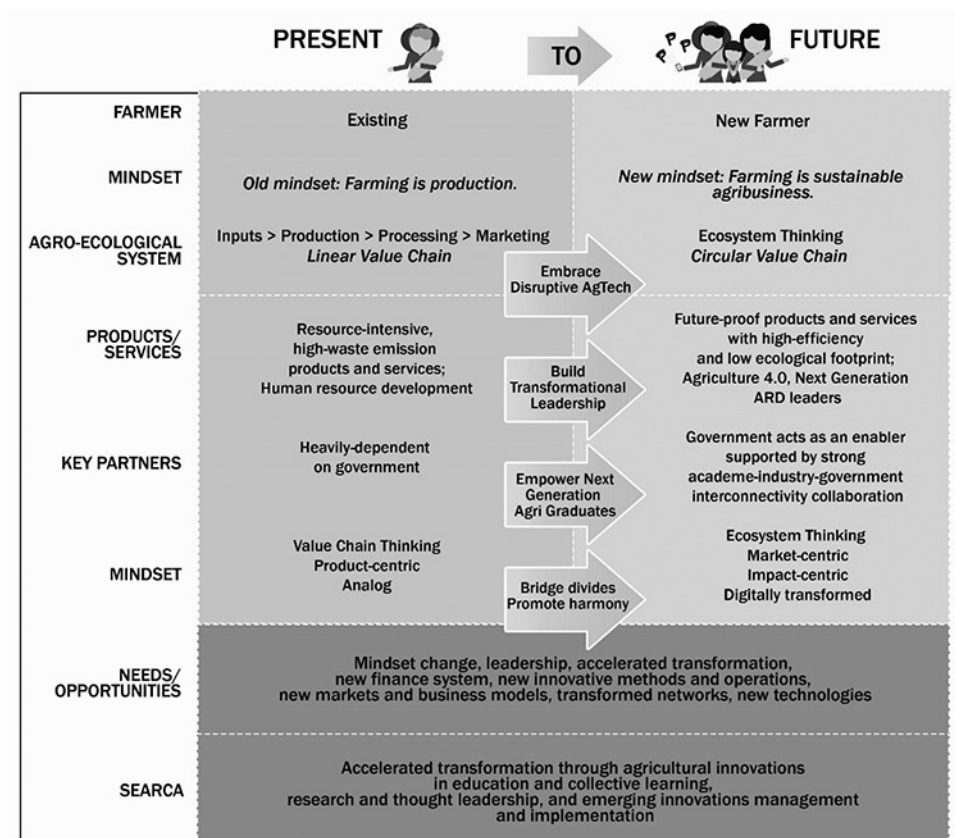 PRESENT
TO
FUTURE
P P P
FARMER
Existing
New Farmer
MINDSET
Old mindset: Farming is production.
New mindset: Farming is sustainable
agribusiness.
AGRO-ECOLOGICAL
SYSTEM
Inputs > Production > Processing > Marketing
Linear Value Chain
Embrace
Disruptive AgTech
Ecosystem Thinking
Circular Value Chain
PRODUCTS/
SERVICES
Resource-intensive,
high-waste emission
products and services;
Human resource development
Build
Transformational
Leadership
Future-proof products and services
with high-efficiency
and low ecological footprint;
Agriculture 4.0, Next Generation
ARD leaders
KEY PARTNERS
Heavily-dependent
on government
Empower Next
Generation
Agri Graduates
Government acts as an enabler
supported by strong
academe-industry-government
interconnectivity collaboration
MINDSET
Value Chain Thinking
Product-centric
Analog
Bridge divides
Promote harmony
Ecosystem Thinking
Market-centric
Impact-centric
Digitally transformed
NEEDS/
OPPORTUNITIES
Mindset change, leadership, accelerated transformation,
new finance system, new innovative methods and operations,
new markets and business models, transformed networks, new technologies
SEARCA
Accelerated transformation through agricultural innovations
in education and collective learning,
research and thought leadership, and emerging innovations management
and implementation